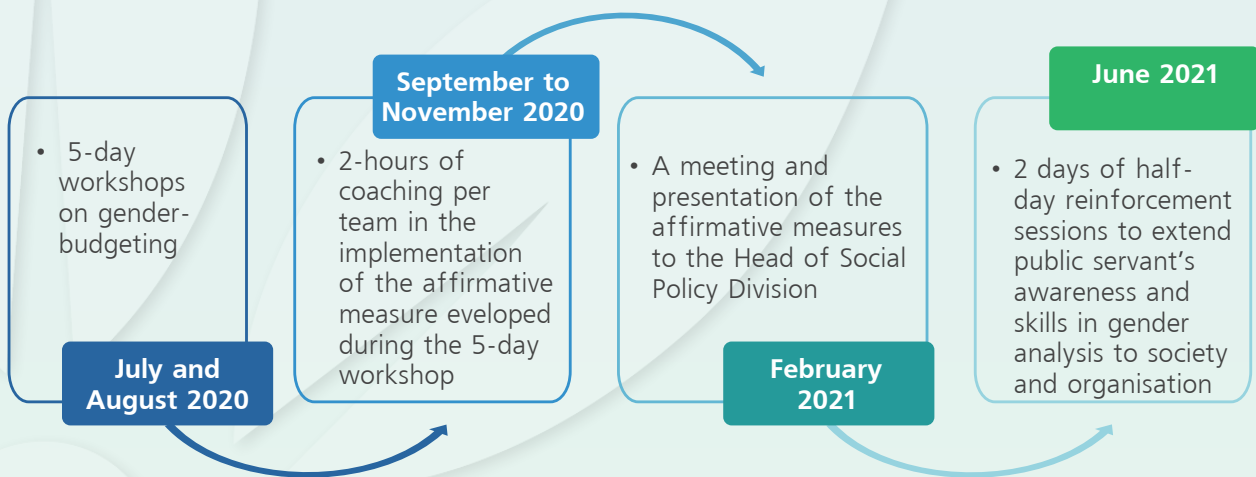 July and
August 2020
• 5-day
workshops
on gender-
budgeting
September to
November 2020
• 2-hours of
coaching per
team in the
implementation
of the affirmative
measure eveloped
during the 5-day
workshop
February
2021
• A meeting and
presentation of the
affirmative measures
to the Head of Social
Policy Division
June 2021
• 2 days of half-
day reinforcement
sessions to extend
public servant’s
awareness and
skills in gender
analysis to society
and organisation